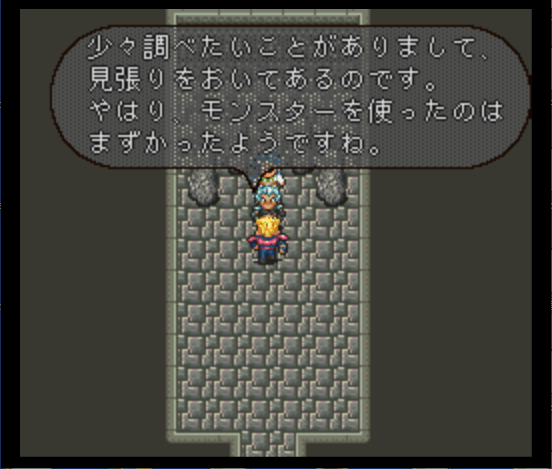 少々調べたいことがありまして、
見張りをおいてあるのです。
やはり、モンスターを使ったのは
まずかったようですね。